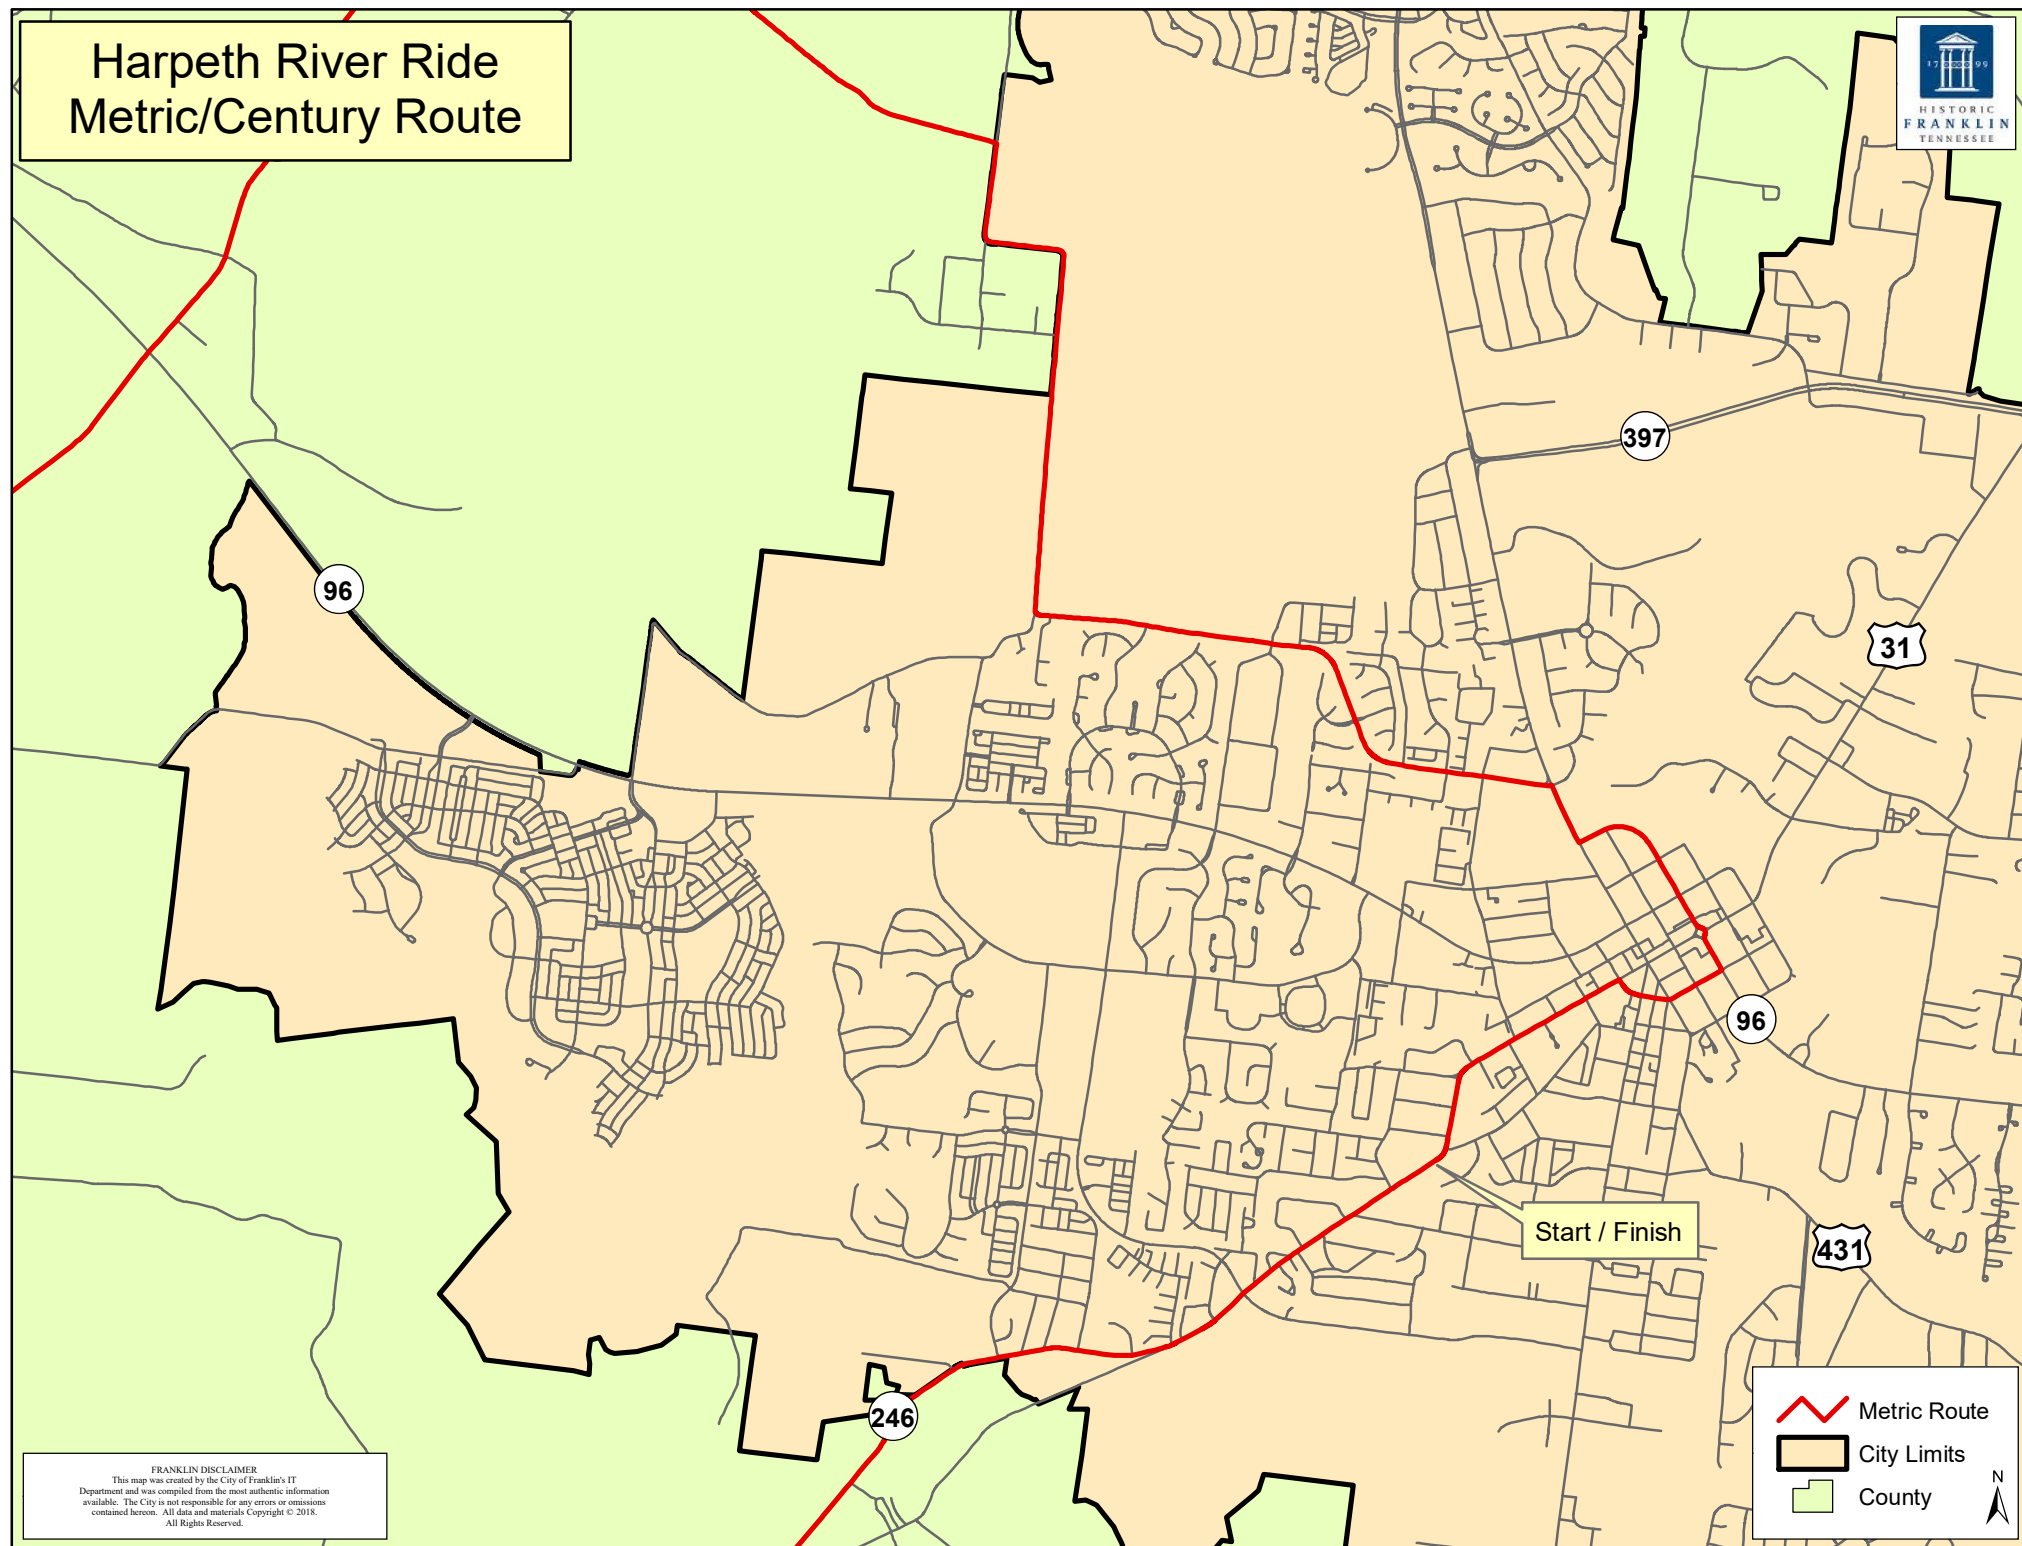 Harpeth River Ride
Metric/Century Route
17 99
HISTORIC
FRANKLIN
TENNESSEE
397
96
31
96
Start / Finish
431
246
Metric Route
City Limits
County
N
FRANKLIN DISCLAIMER
This map was created by the City of Franklin's IT
Department and was compiled from the most authentic information
available. The City is not responsible for any errors or omissions
contained hereon. All data and materials Copyright © 2018.
All Rights Reserved.